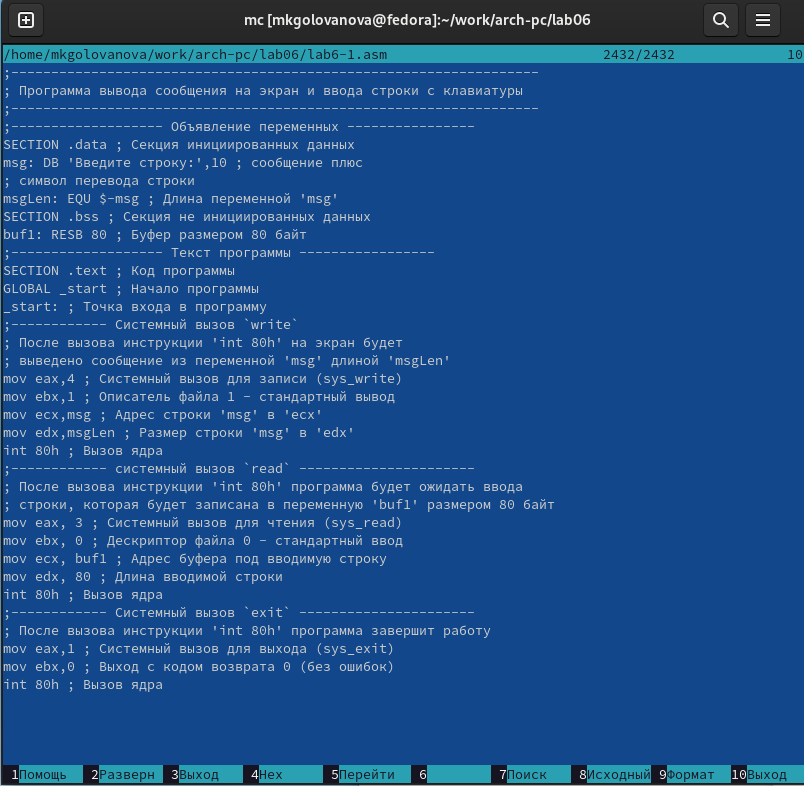 mc [mkgolovanova@fedora]:~/work/arch-pc/lab06
/home/mkgolovanova/work/arch-pc/lab06/lab6-1.asm 2432/2432 10
;------------------------------------------------------------------
; Программа вывода сообщения на экран и ввода строки с клавиатуры
;------------------------------------------------------------------
;------------------- Объявление переменных ----------------
SECTION .data ; Секция инициированных данных
msg: DB 'Введите строку:',10 ; сообщение плюс
; символ перевода строки
msgLen: EQU $-msg ; Длина переменной 'msg'
SECTION .bss ; Секция не инициированных данных
buf1: RESB 80 ; Буфер размером 80 байт
;------------------- Текст программы -----------------
SECTION .text ; Код программы
GLOBAL _start ; Начало программы
_start: ; Точка входа в программу
;------------ Системный вызов `write`
; После вызова инструкции 'int 80h' на экран будет
; выведено сообщение из переменной 'msg' длиной 'msgLen'
mov eax,4 ; Системный вызов для записи (sys_write)
mov ebx,1 ; Описатель файла 1 - стандартный вывод
mov ecx,msg ; Адрес строки 'msg' в 'ecx'
mov edx,msgLen ; Размер строки 'msg' в 'edx'
int 80h ; Вызов ядра
;------------ системный вызов `read` ----------------------
; После вызова инструкции 'int 80h' программа будет ожидать ввода
; строки, которая будет записана в переменную 'buf1' размером 80 байт
mov eax, 3 ; Системный вызов для чтения (sys_read)
mov ebx, 0 ; Дескриптор файла 0 - стандартный ввод
mov ecx, buf1 ; Адрес буфера под вводимую строку
mov edx, 80 ; Длина вводимой строки
int 80h ; Вызов ядра
;------------ Системный вызов `exit` ----------------------
; После вызова инструкции 'int 80h' программа завершит работу
mov eax,1 ; Системный вызов для выхода (sys_exit)
mov ebx,0 ; Выход с кодом возврата 0 (без ошибок)
int 80h ; Вызов ядра
1Помощь 2Разверн 3Выход 4Hex 5Перейти 6 7Поиск 8Исходный 9Формат 10Выход